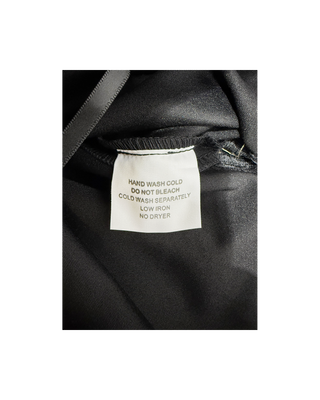 HAND WASH COLD
DO NOT BLEACH
COLD WASH SEPARATELY
LOW IRON
NO DRYER